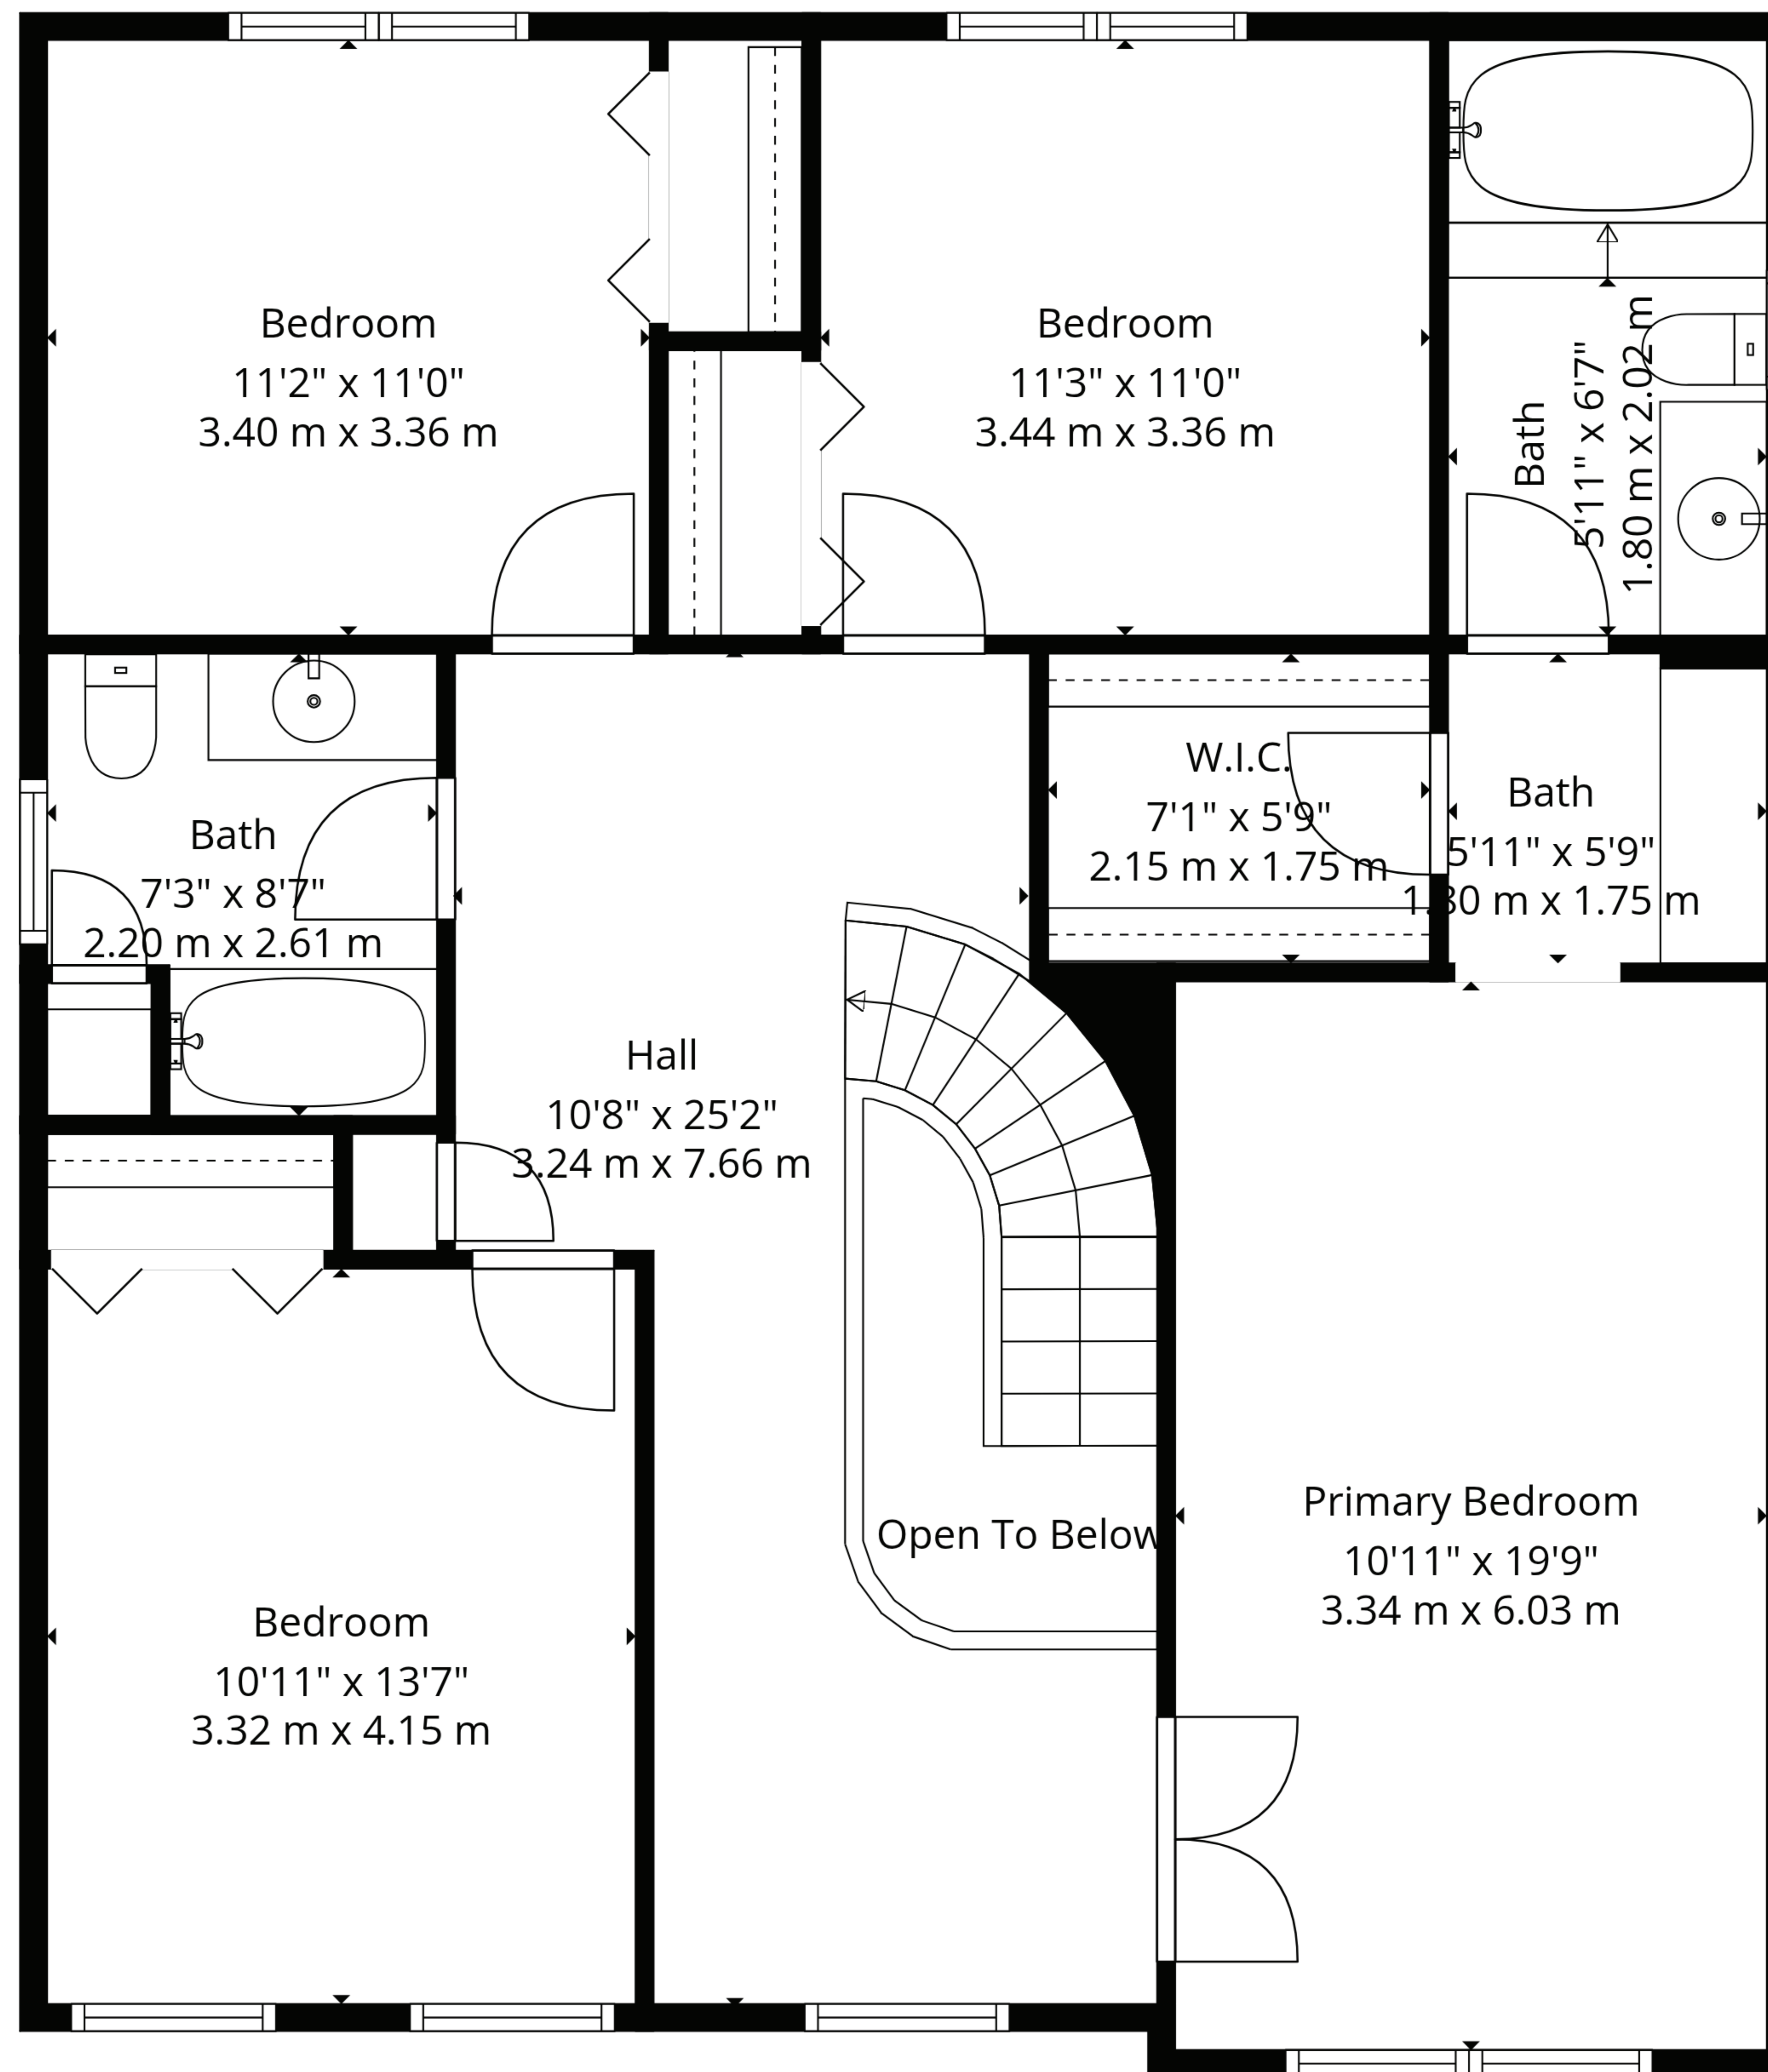 Bedroom
11'2" x 11'0"
3.40 m x 3.36 m
Bedroom
11'3" x 11'0"
3.44 m x 3.36 m
Bath
5'11" x 6'7"
1.80 m x 2.02 m
Bath
7'3" x 8'7"
2.20 m x 2.61 m
W.I.C.
7'1" x 5'9"
2.15 m x 1.75 m
Bath
5'11" x 5'9"
1.80 m x 1.75 m
Hall
10'8" x 25'2"
3.24 m x 7.66 m
Open To Below
Primary Bedroom
10'11" x 19'9"
3.34 m x 6.03 m
Bedroom
10'11" x 13'7"
3.32 m x 4.15 m